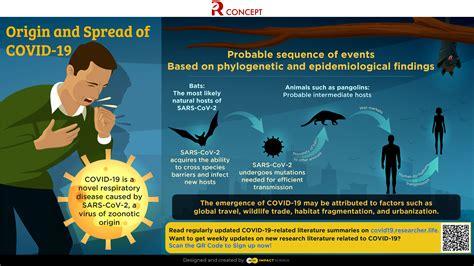 R CONCEPT
Origin and Spread of
COVID-19
Probable sequence of events
Based on phylogenetic and epidemiological findings
Bats:
The most likely
natural hosts of
SARS-CoV-2
Animals such as pangolins:
Probable intermediate hosts
SARS-CoV-2
acquires the ability
to cross species
barriers and infect
new hosts
SARS-CoV-2
undergoes mutations
needed for efficient
transmission
COVID-19 is a
novel respiratory
disease caused by
SARS-CoV-2, a
virus of zoonotic
origin
The emergence of COVID-19 may be attributed to factors such as
global travel, wildlife trade, habitat fragmentation, and urbanization.
Read regularly updated COVID-19-related literature summaries on covid19.researcher.life.
Want to get weekly updates on new research literature related to COVID-19?
Scan the QR Code to Sign up now!
Designed and created by IMPACT SCIENCE